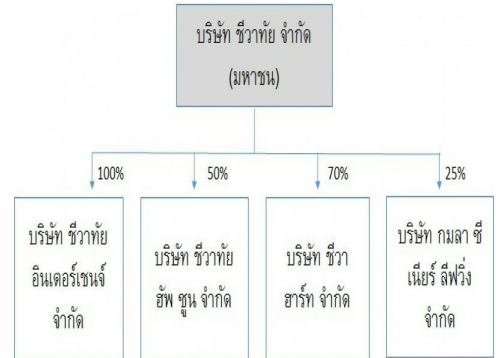 บริษัท ชีวาทัย จำกัด
(มหาชน)
100%
50%
70%
25%
บริษัท ชีวาทัย
อินเตอร์เชนจ์
จำกัด
บริษัท ชีวาทัย
ฮัพ ซูน จำกัด
บริษัท ชีวา
ฮาร์ท จำกัด
บริษัท กมลา ซี
เนียร์ ลีฟวิ่ง
จำกัด